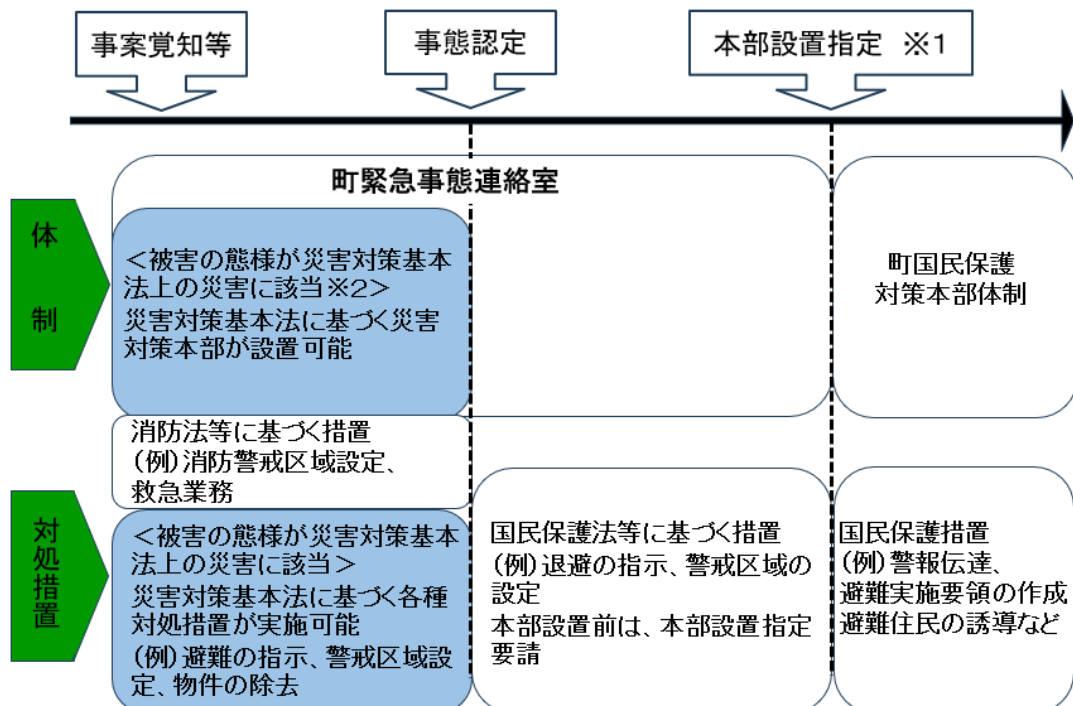 事案覚知等
事態認定
本部設置指定 ※1
町緊急事態連絡室
体
制
<被害の態様が災害対策基本
法上の災害に該当※2>
災害対策基本法に基づく災害
対策本部が設置可能
町国民保護
対策本部体制
消防法等に基づく措置
(例)消防警戒区域設定、
救急業務
対処措置
<被害の態様が災害対策基本
法上の災害に該当>
災害対策基本法に基づく各種
対処措置が実施可能
(例)避難の指示、警戒区域設
定、物件の除去
国民保護法等に基づく措置
(例)退避の指示、警戒区域の
設定
本部設置前は、本部設置指定
要請
国民保護措置
(例)警報伝達、
避難実施要領の作成
避難住民の誘導など